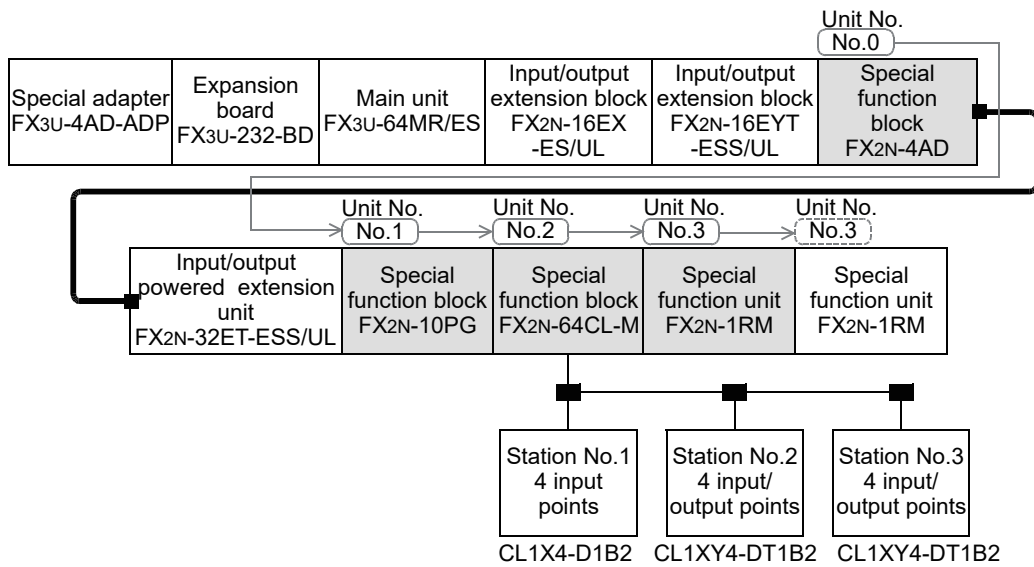 Unit No.
No.0
Special adapter
FX3U-4AD-ADP
Expansion
board
FX3U-232-BD
Main unit
FX3U-64MR/ES
Input/output
extension block
FX2N-16EX
-ES/UL
Input/output
extension block
FX2N-16EYT
-ESS/UL
Special
function
block
FX2N-4AD
Unit No.
No.1
Unit No.
No.2
Unit No.
No.3
Unit No.
No.3
Input/output
powered extension
unit
FX2N-32ET-ESS/UL
Special
function block
FX2N-10PG
Special
function block
FX2N-64CL-M
Special
function unit
FX2N-1RM
Special
function unit
FX2N-1RM
Station No.1
4 input
points
Station No.2
4 input/
output points
Station No.3
4 input/
output points
CL1X4-D1B2
CL1XY4-DT1B2
CL1XY4-DT1B2